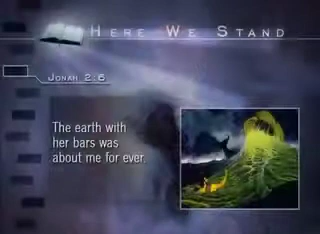 HERE WE STAND
JONAH 2:6
The earth with
her bars was
about me for ever.